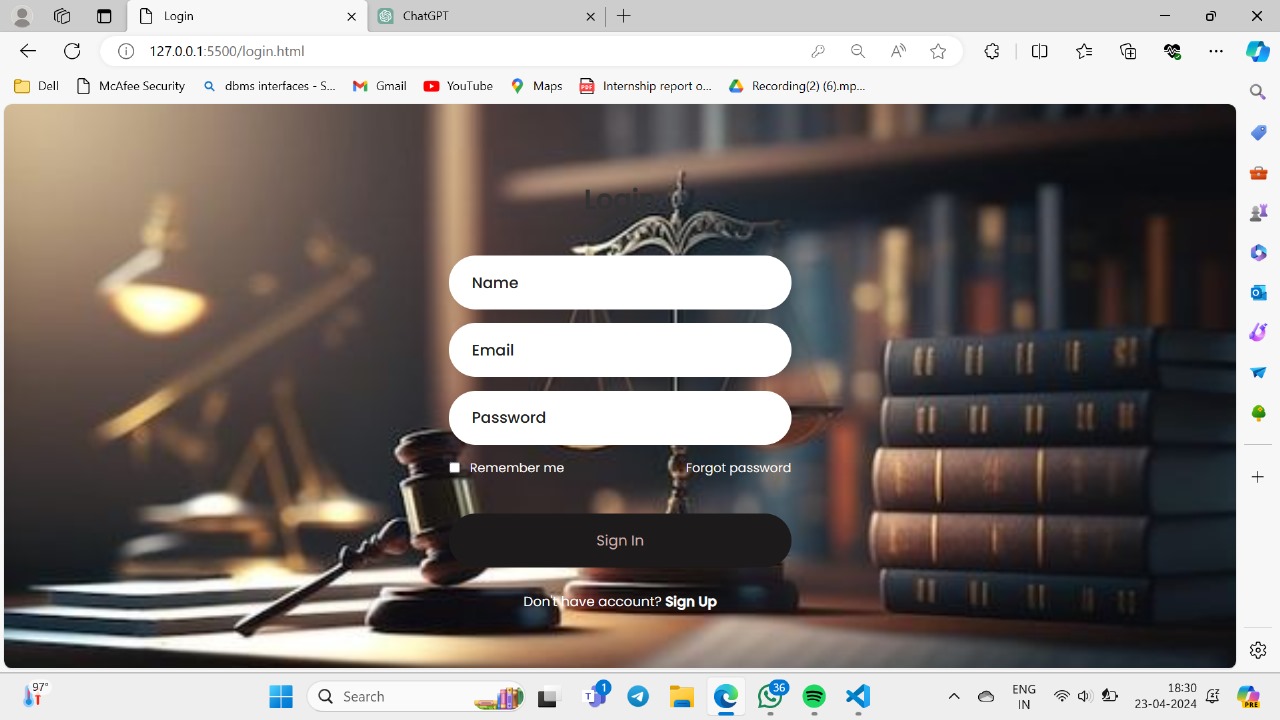 Login
ChatGPT
127.0.0.1:5500/login.html
Dell
McAfee Security
dbms interfaces - S...
Gmail
YouTube
Maps
PDF
Internship report o...
Recording(2) (6).mp...
Login
Name
Email
Password
Remember me
Forgot password
Sign In
Don't have account? Sign Up
97°
Search
1
36
ENG
IN
18:30
23-04-2024
PRE